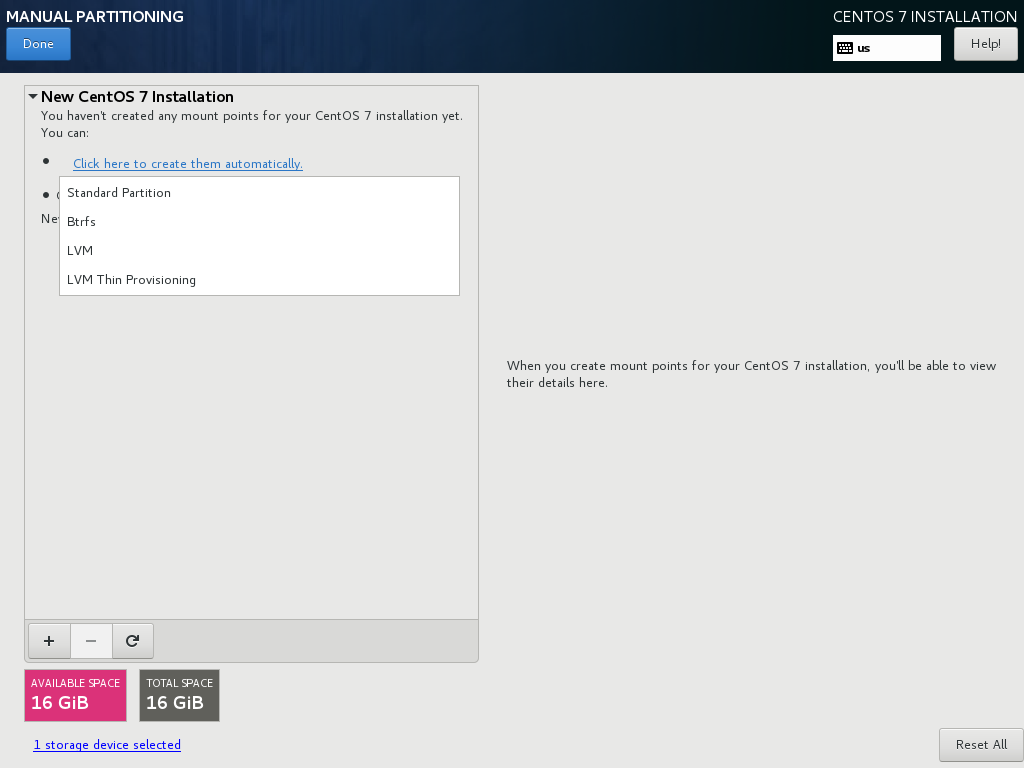 MANUAL PARTITIONING
CENTOS 7 INSTALLATION
Done
us
Help!
New CentOS 7 Installation
You haven't created any mount points for your CentOS 7 installation yet.
You can:
Click here to create them automatically.
Standard Partition
Btrfs
LVM
LVM Thin Provisioning
When you create mount points for your CentOS 7 installation, you'll be able to view
their details here.
+
−
AVAILABLE SPACE
16 GiB
TOTAL SPACE
16 GiB
1 storage device selected
Reset All